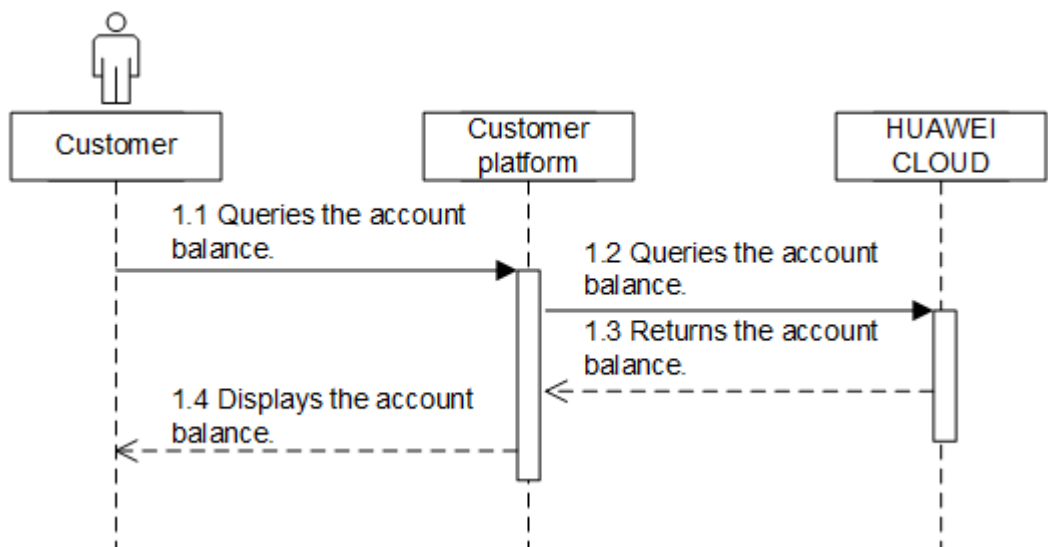 Customer
Customer
platform
HUAWEI
CLOUD
1.1 Queries the account
balance.
1.2 Queries the account
balance.
1.3 Returns the account
balance.
1.4 Displays the account
balance.